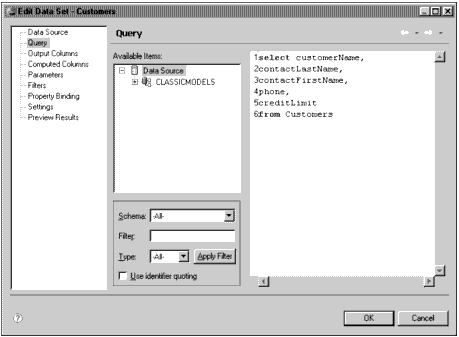 Edit Data Set - Customers
Data Source
Query
Output Columns
Computed Columns
Parameters
Filters
Property Binding
Settings
Preview Results
Query
Available Items:
Data Source
CLASSICMODELS
Schema: -All-
Filter:
Type: -All- Apply Filter
Use identifier quoting
1select customerName,
2contactLastName,
3contactFirstName,
4phone,
5creditLimit
6from Customers
OK Cancel